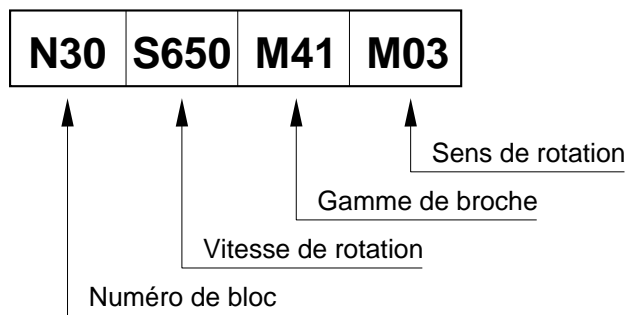 N30 S650 M41 M03
Sens de rotation
Gamme de broche
Vitesse de rotation
Numéro de bloc